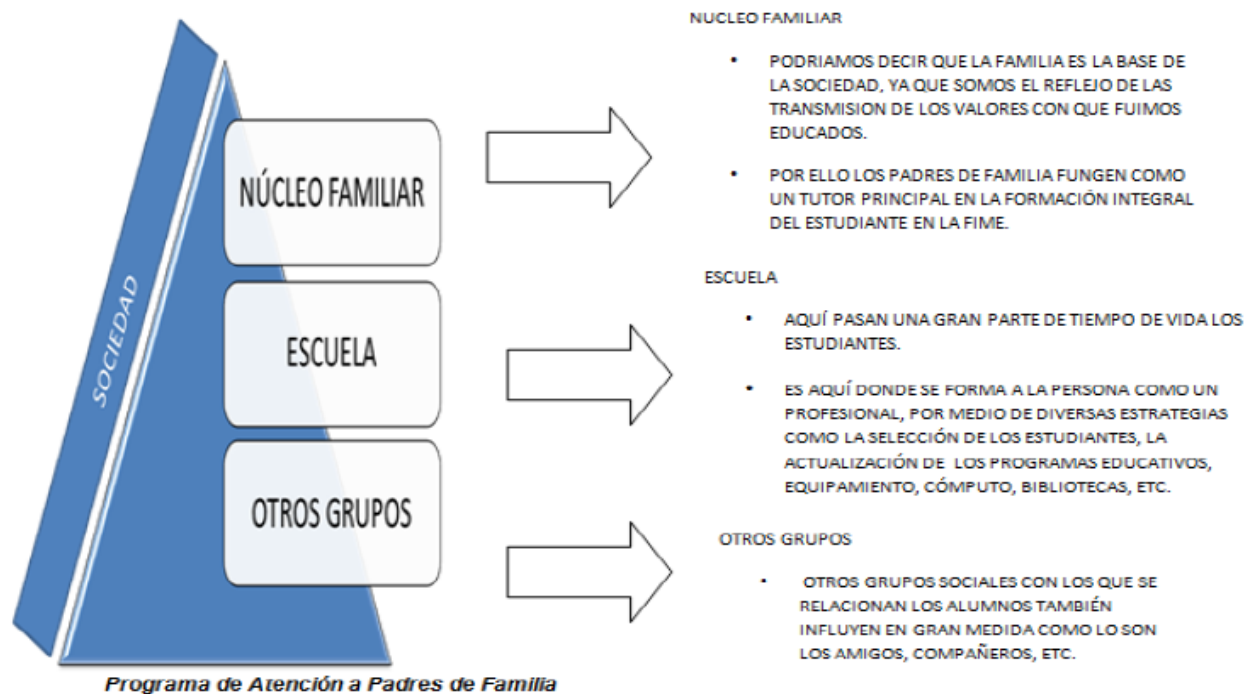 SOCIEDAD
NÚCLEO FAMILIAR
ESCUELA
OTROS GRUPOS
NUCLEO FAMILIAR
• PODRIAMOS DECIR QUE LA FAMILIA ES LA BASE DE
LA SOCIEDAD, YA QUE SOMOS EL REFLEJO DE LAS
TRANSMISION DE LOS VALORES CON QUE FUIMOS
EDUCADOS.
• POR ELLO LOS PADRES DE FAMILIA FUNGEN COMO
UN TUTOR PRINCIPAL EN LA FORMACIÓN INTEGRAL
DEL ESTUDIANTE EN LA FIME.
ESCUELA
• AQUÍ PASAN UNA GRAN PARTE DE TIEMPO DE VIDA LOS
ESTUDIANTES.
• ES AQUÍ DONDE SE FORMA A LA PERSONA COMO UN
PROFESIONAL, POR MEDIO DE DIVERSAS ESTRATEGIAS
COMO LA SELECCIÓN DE LOS ESTUDIANTES, LA
ACTUALIZACIÓN DE LOS PROGRAMAS EDUCATIVOS,
EQUIPAMIENTO, CÓMPUTO, BIBLIOTECAS, ETC.
OTROS GRUPOS
• OTROS GRUPOS SOCIALES CON LOS QUE SE
RELACIONAN LOS ALUMNOS TAMBIÉN
INFLUYEN EN GRAN MEDIDA COMO LO SON
LOS AMIGOS, COMPAÑEROS, ETC.
Programa de Atención a Padres de Familia